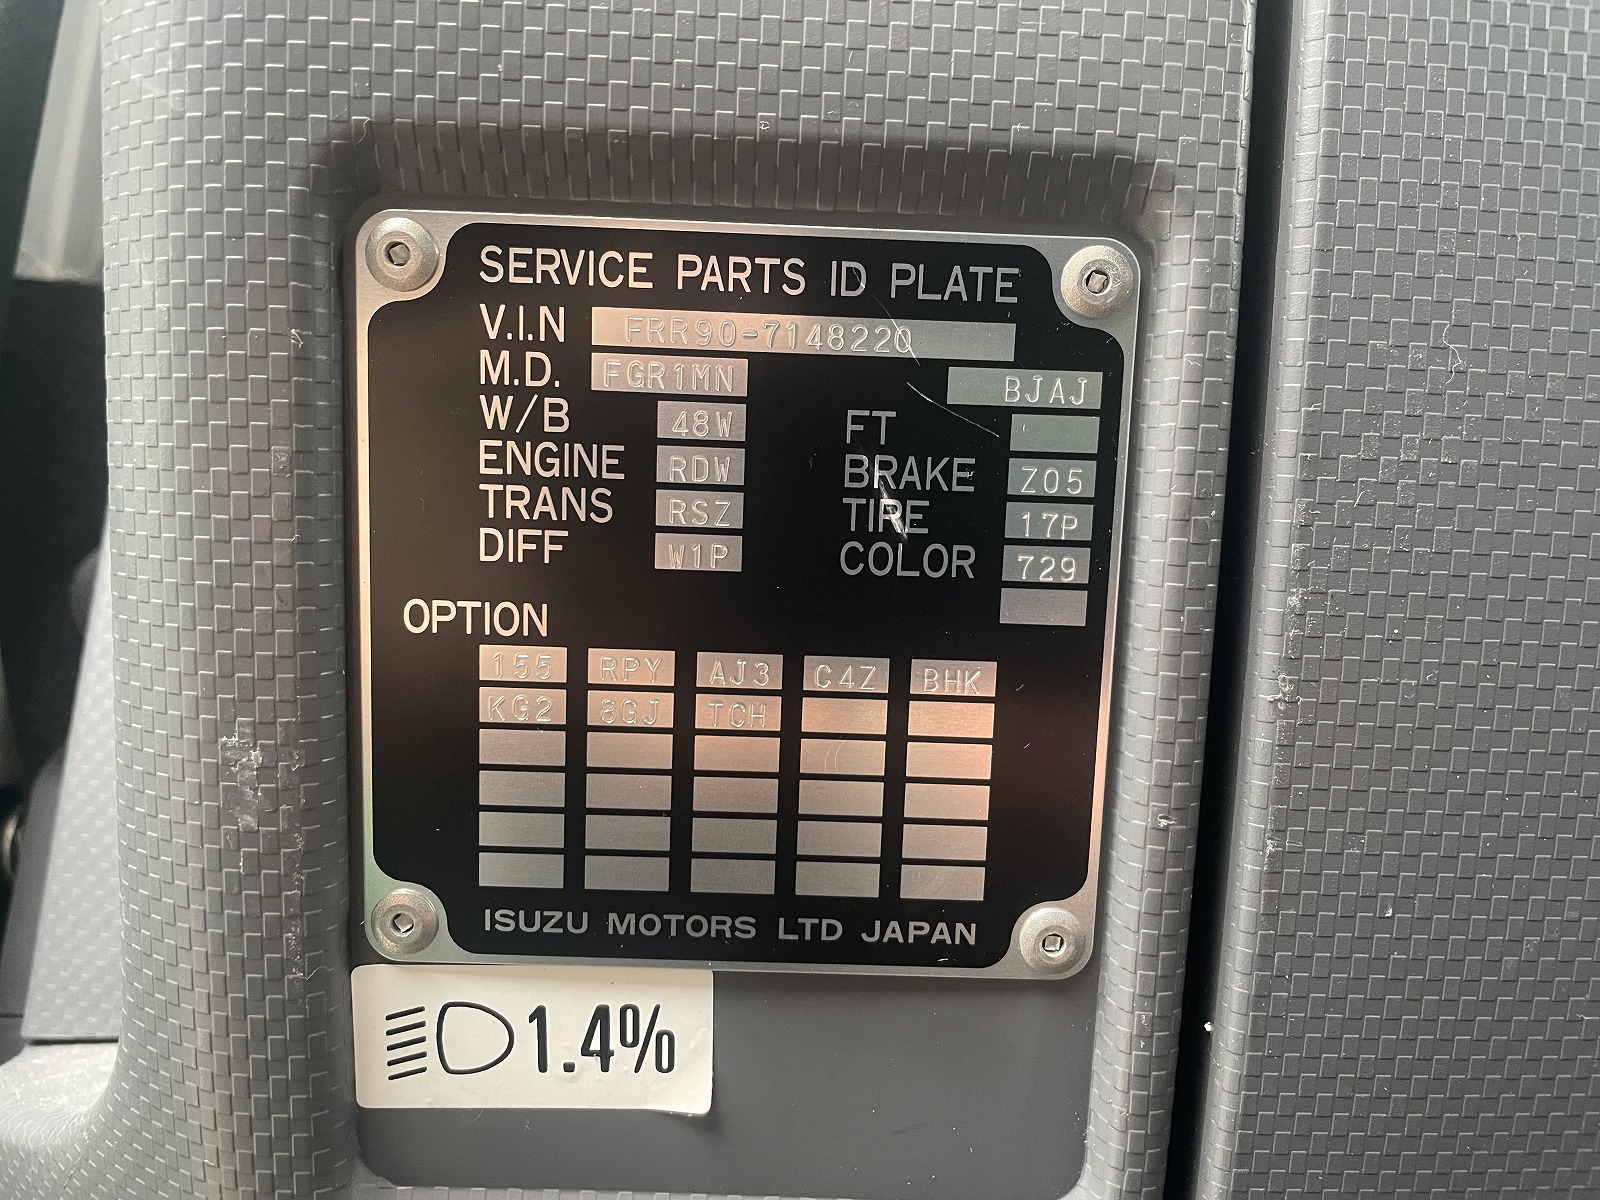 SERVICE PARTS ID PLATE
V.I.N FRR90-7148220
M.D. FGR1MN BJAJ
W/B 48W FT
ENGINE RDW BRAKE Z05
TRANS RSZ TIRE 17P
DIFF W1P COLOR 729
OPTION
155 RPY AJ3 C4Z BHK
KG2 8GJ TCH
ISUZU MOTORS LTD JAPAN
1.4%